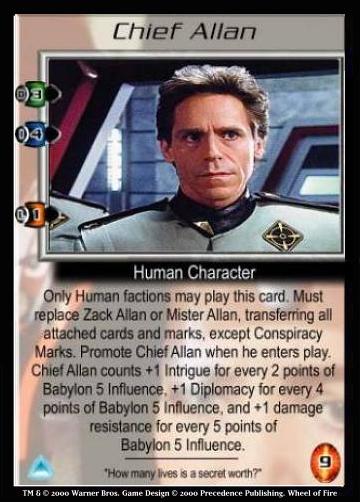 Chief Allan
3
4
1
Human Character
Only Human factions may play this card. Must
replace Zack Allan or Mister Allan, transferring all
attached cards and marks, except Conspiracy
Marks. Promote Chief Allan when he enters play.
Chief Allan counts +1 Intrigue for every 2 points of
Babylon 5 Influence, +1 Diplomacy for every 4
points of Babylon 5 Influence, and +1 damage
resistance for every 5 points of
Babylon 5 Influence.
"How many lives is a secret worth?"
9
TM & © 2000 Warner Bros. Game Design © 2000 Precedence Publishing. Wheel of Fire